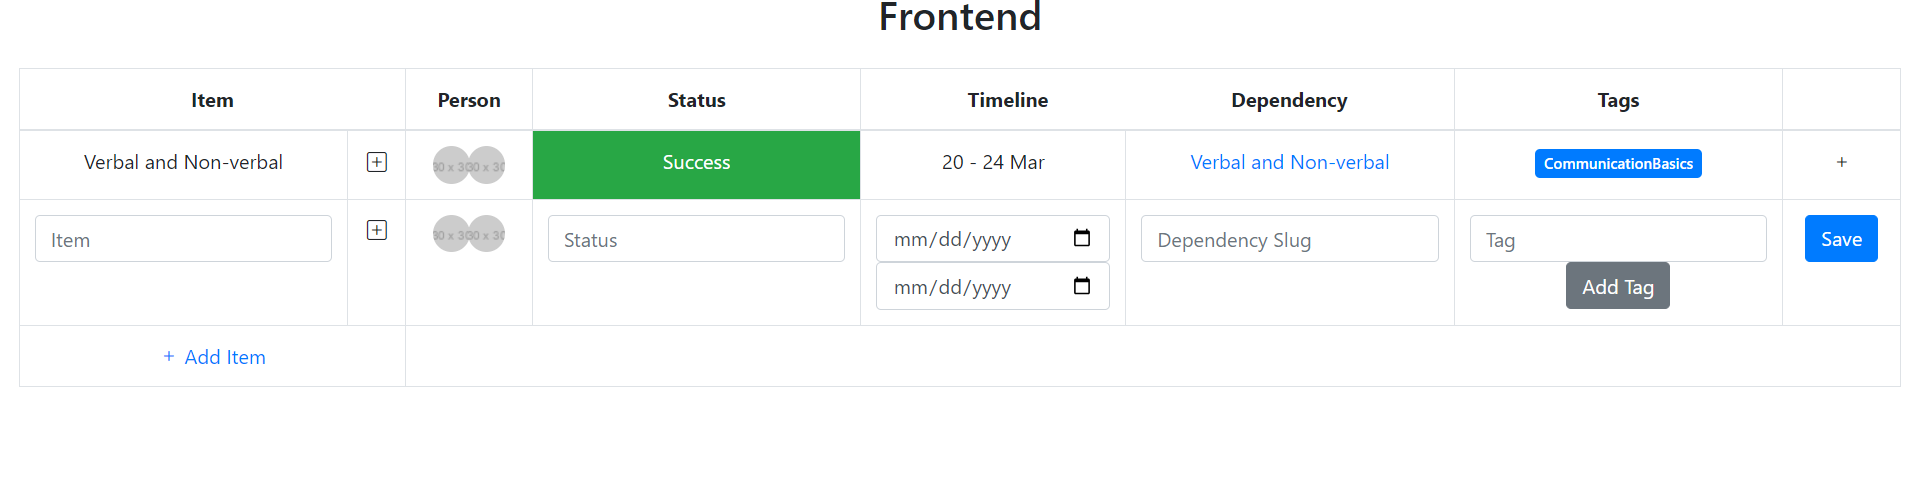 Frontend
Item Person Status Timeline Dependency Tags
Verbal and Non-verbal 30 x 30 30 x 30 Success 20 - 24 Mar Verbal and Non-verbal CommunicationBasics +
Item 30 x 30 30 x 30 Status mm/dd/yyyy Dependency Slug Tag Save
mm/dd/yyyy Add Tag
+ Add Item